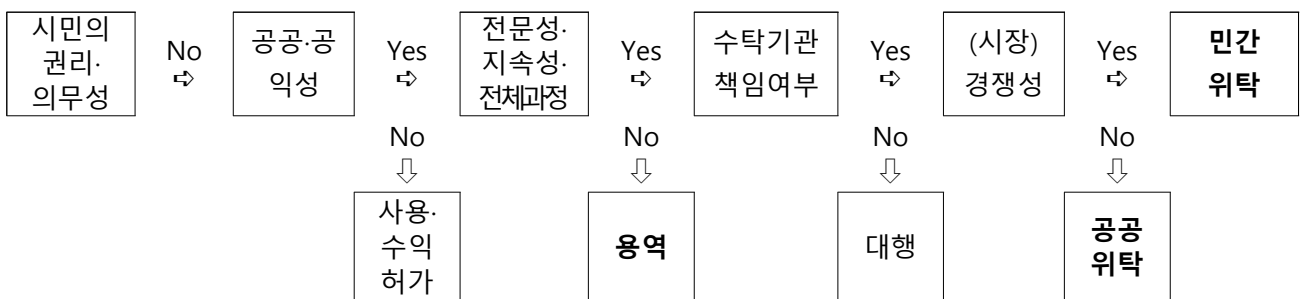 시민의
권리·
의무성
No
⇨
공공·공
익성
Yes
⇨
전문성·
지속성·
전체과정
Yes
⇨
수탁기관
책임여부
Yes
⇨
(시장)
경쟁성
Yes
⇨
민간
위탁
No
⇩
No
⇩
No
⇩
No
⇩
사용·
수익
허가
용역
대행
공공
위탁